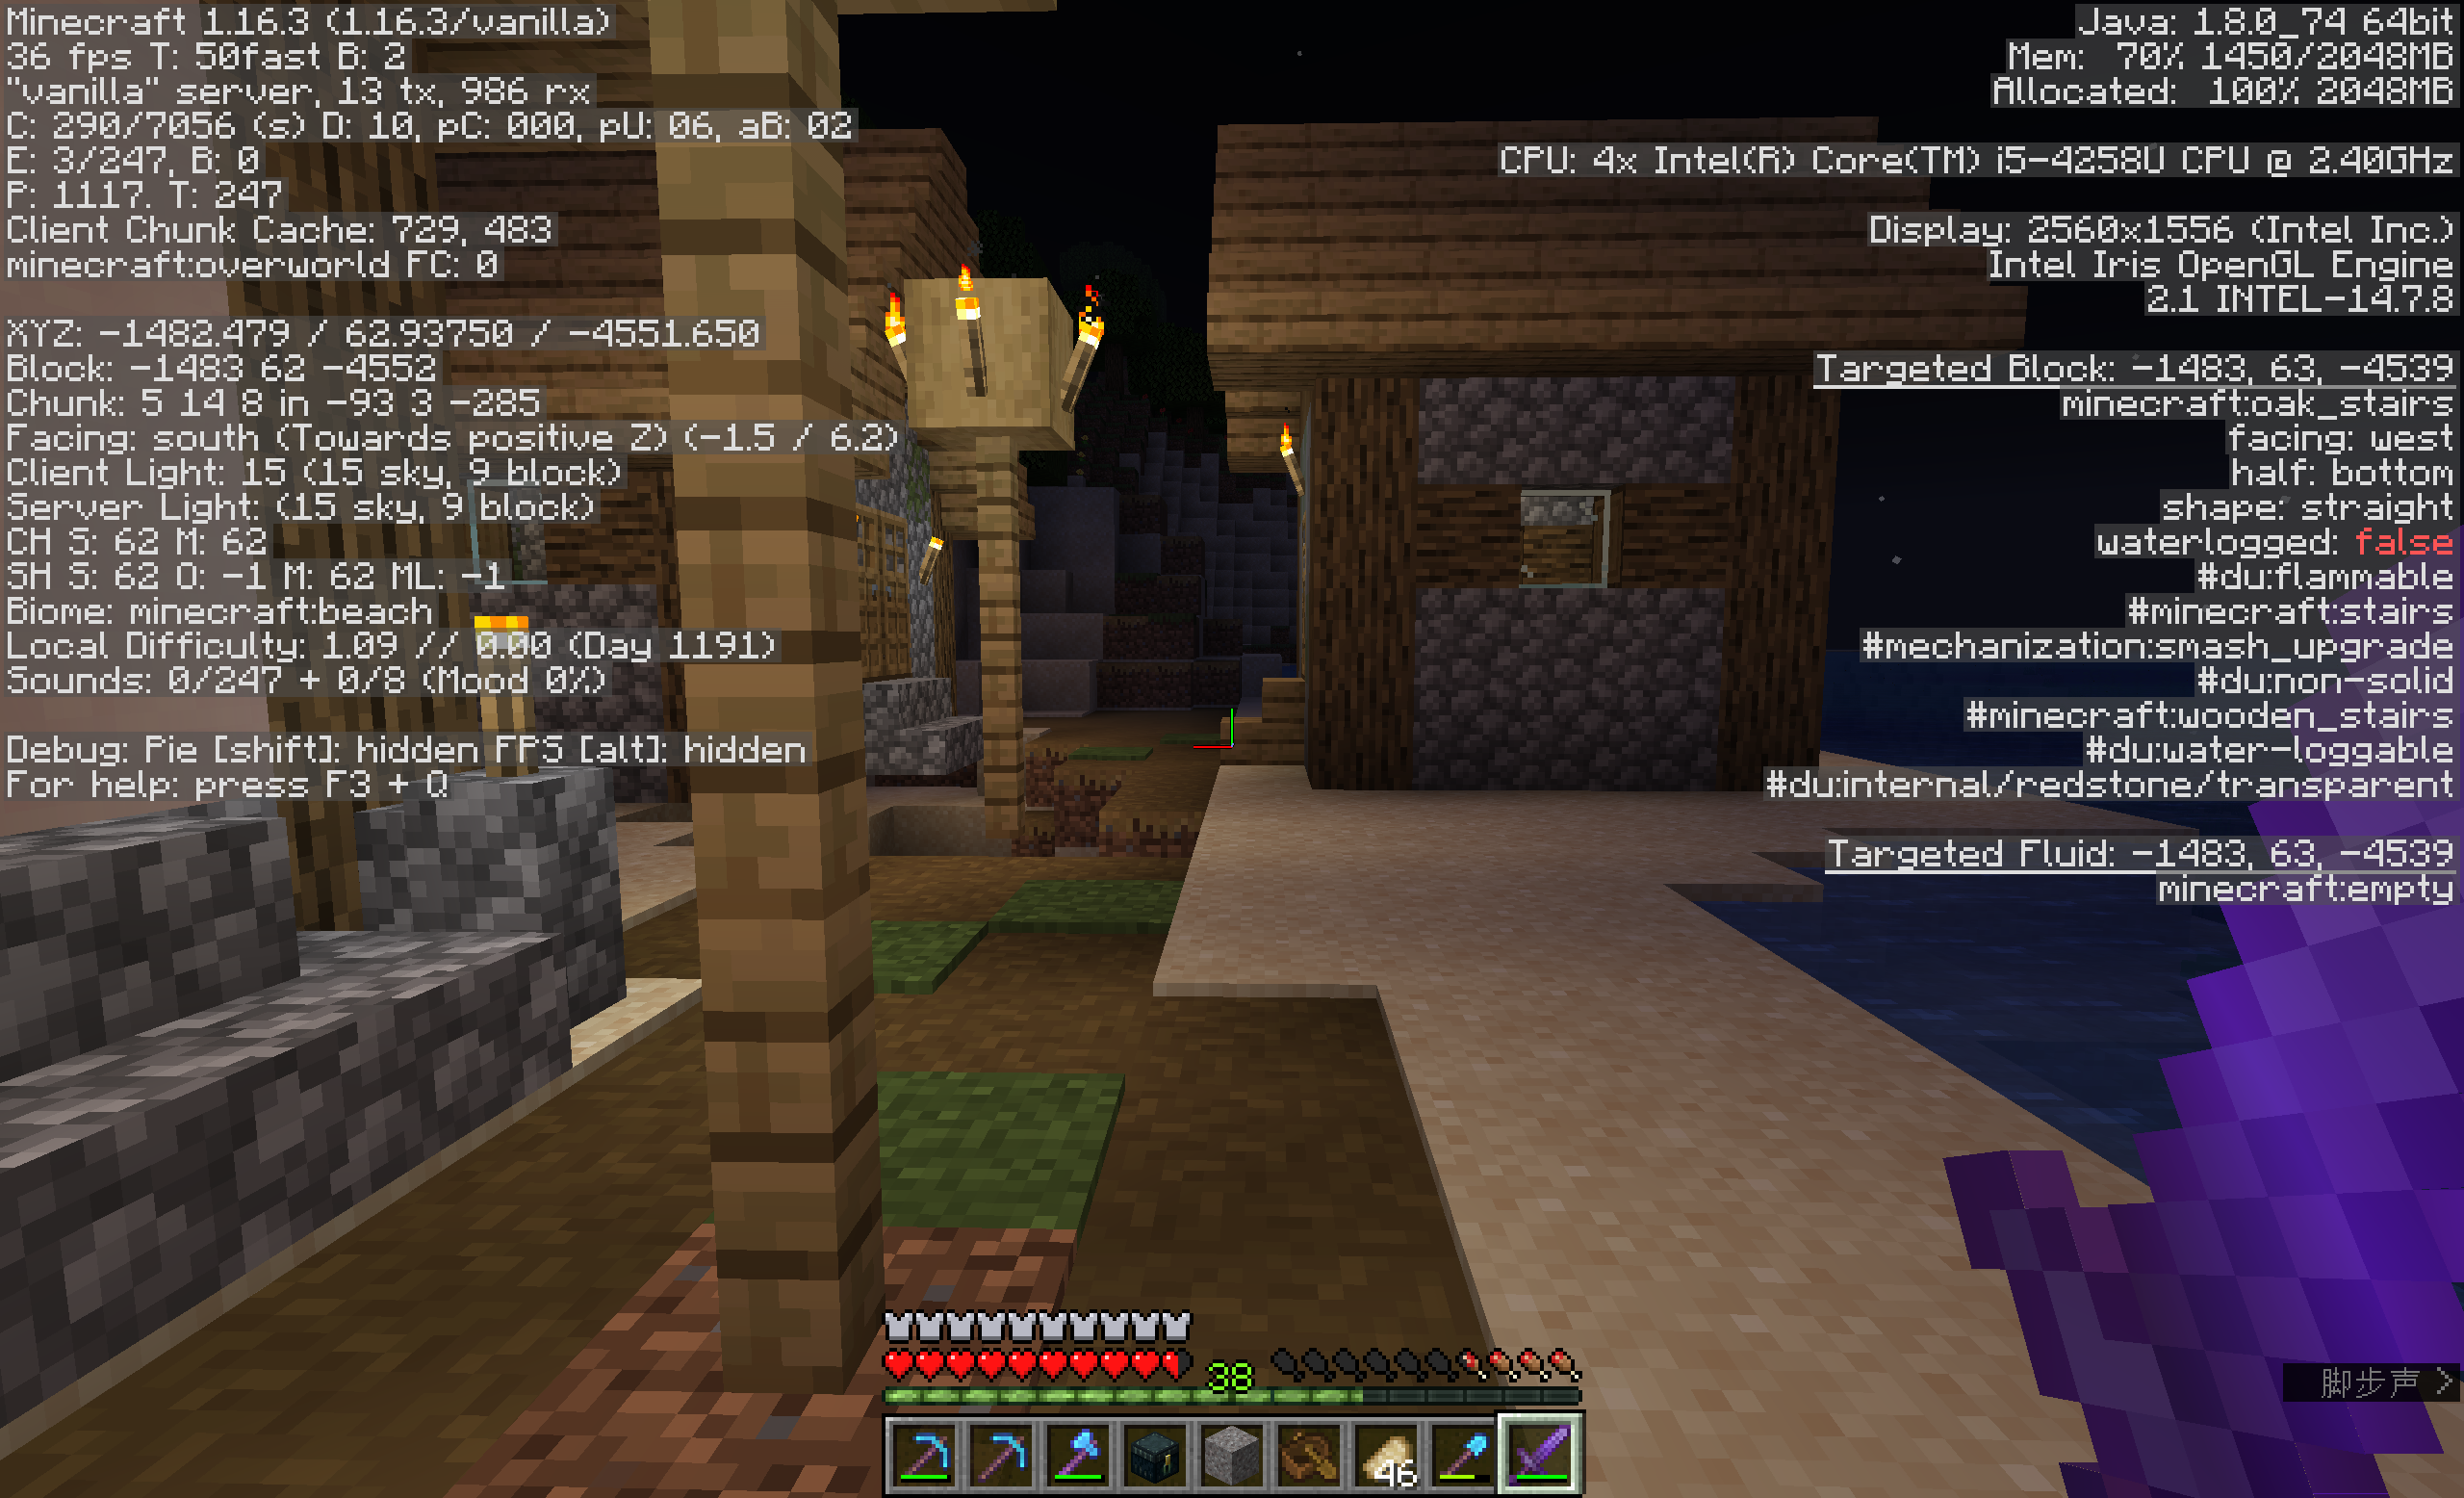 Minecraft 1.16.3 (1.16.3/vanilla)
36 fps T: 50fast B: 2
"vanilla" server, 13 tx, 986 rx
C: 290/7056 (s) D: 10, pC: 000, pU: 06, aB: 02
E: 3/247, B: 0
P: 1117. T: 247
Client Chunk Cache: 729, 483
minecraft:overworld FC: 0
XYZ: -1482.479 / 62.93750 / -4551.650
Block: -1483 62 -4552
Chunk: 5 14 8 in -93 3 -285
Facing: south (Towards positive Z) (-1.5 / 6.2)
Client Light: 15 (15 sky, 9 block)
Server Light: (15 sky, 9 block)
CH S: 62 M: 62
SH S: 62 O: -1 M: 62 ML: -1
Biome: minecraft:beach
Local Difficulty: 1.09 // 0.00 (Day 1191)
Sounds: 0/247 + 0/8 (Mood 0%)
Debug: Pie [shift]: hidden FPS [alt]: hidden
For help: press F3 + Q
Java: 1.8.0_74 64bit
Mem: 70% 1450/2048MB
Allocated: 100% 2048MB
CPU: 4x Intel(R) Core(TM) i5-4258U CPU @ 2.40GHz
Display: 2560x1556 (Intel Inc.)
Intel Iris OpenGL Engine
2.1 INTEL-14.7.8
Targeted Block: -1483, 63, -4539
minecraft:oak_stairs
facing: west
half: bottom
shape: straight
waterlogged: false
#du:flammable
#minecraft:stairs
#mechanization:smash_upgrade
#du:non-solid
#minecraft:wooden_stairs
#du:water-loggable
#du:internal/redstone/transparent
Targeted Fluid: -1483, 63, -4539
minecraft:empty
脚步声 >
38
46